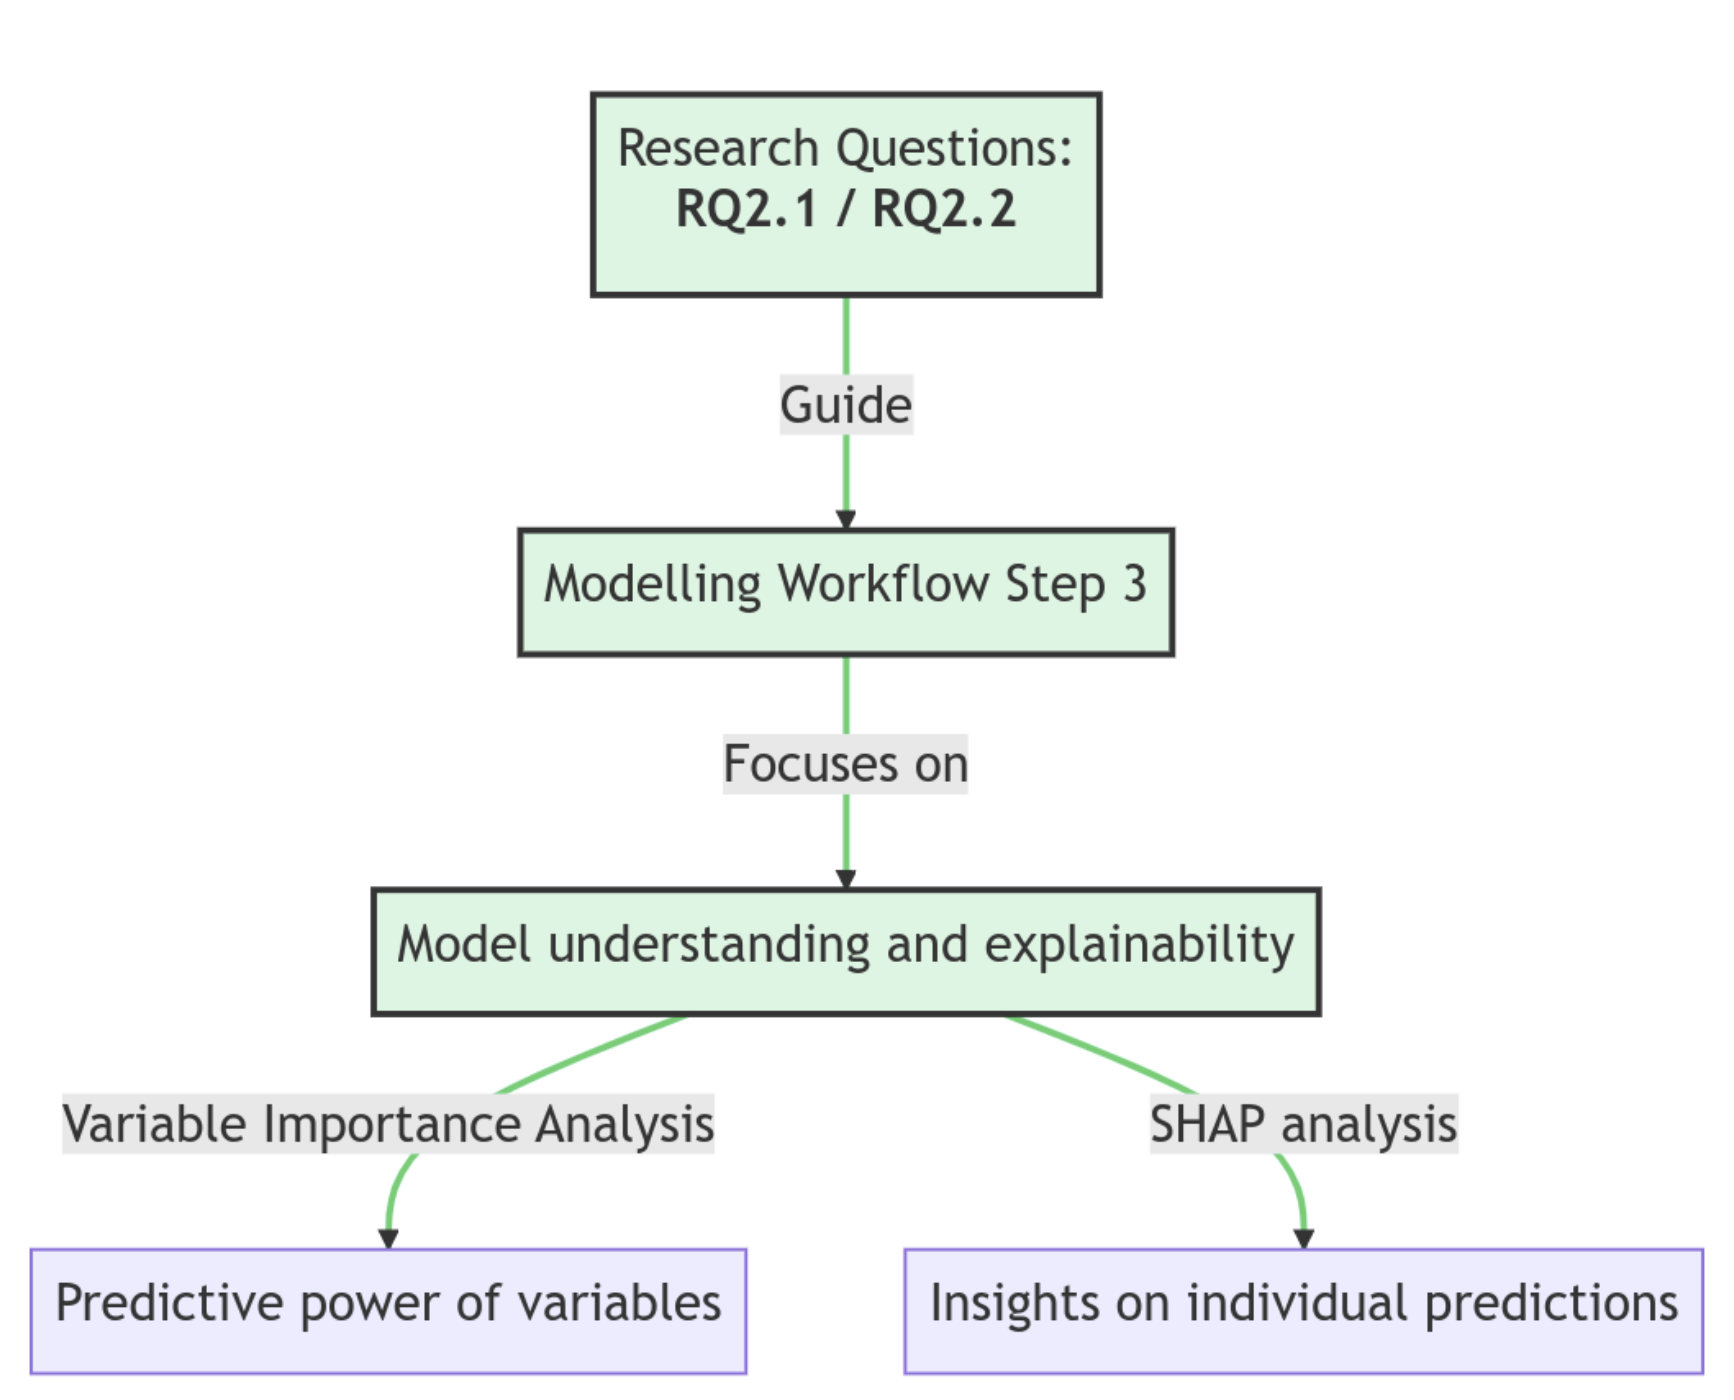 Research Questions:
RQ2.1 / RQ2.2
Guide
Modelling Workflow Step 3
Focuses on
Model understanding and explainability
Variable Importance Analysis
SHAP analysis
Predictive power of variables
Insights on individual predictions